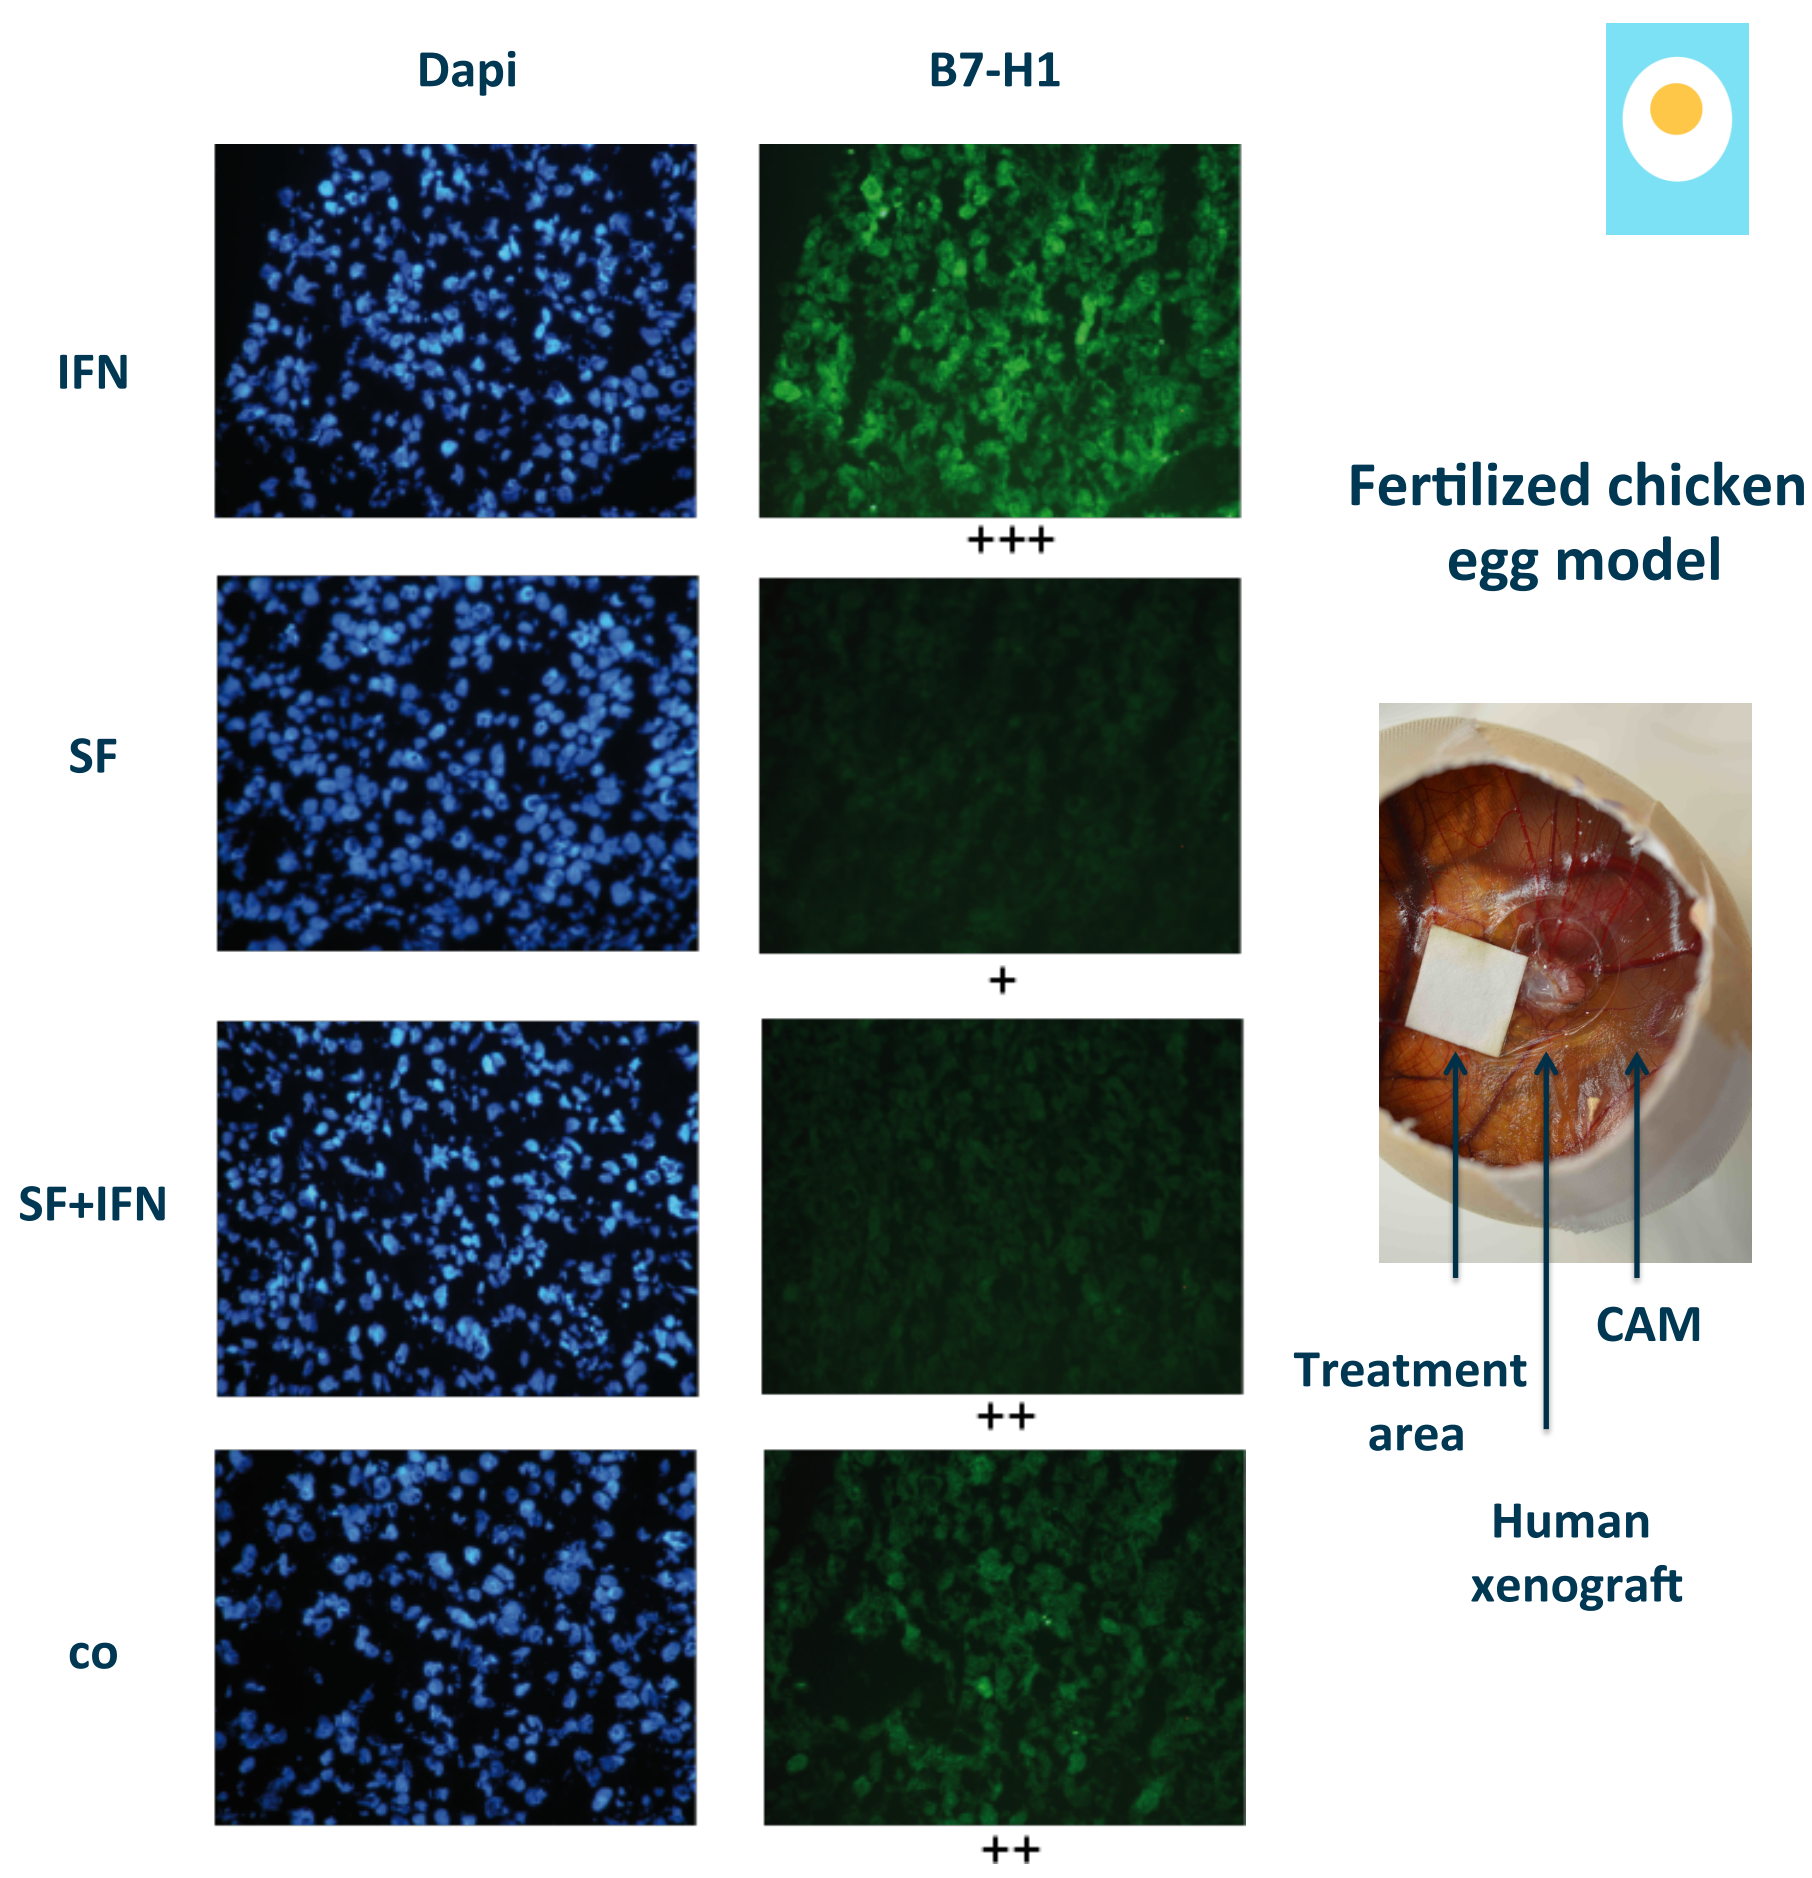 Dapi
B7-H1
IFN
+++
SF
+
SF+IFN
++
co
++
Fertilized chicken
egg model
CAM
Treatment
area
Human
xenograft